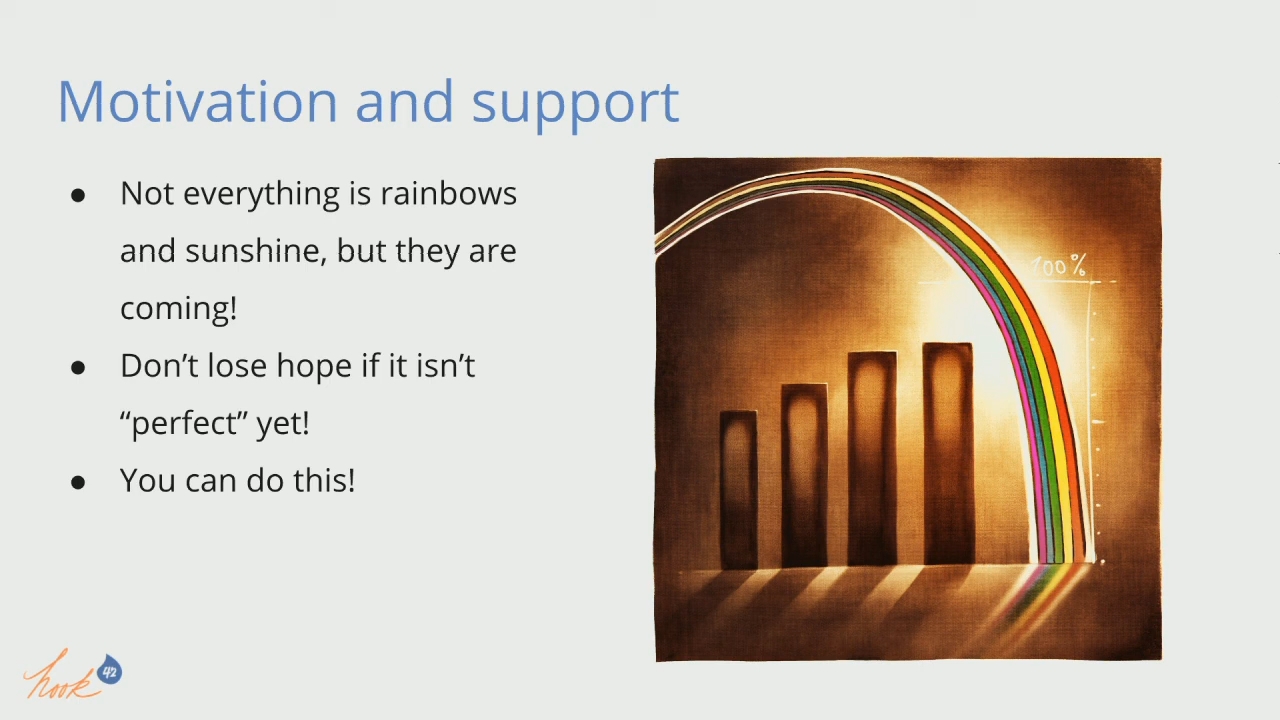 Motivation and support
● Not everything is rainbows
and sunshine, but they are
coming!
● Don’t lose hope if it isn’t
“perfect” yet!
● You can do this!
100%
hook 42